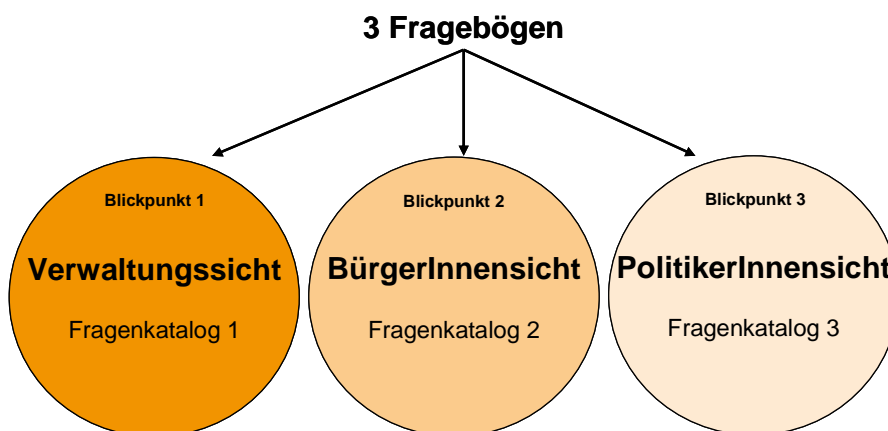 3 Fragebögen
Blickpunkt 1
Verwaltungssicht
Fragenkatalog 1
Blickpunkt 2
BürgerInnensicht
Fragenkatalog 2
Blickpunkt 3
PolitikerInnensicht
Fragenkatalog 3